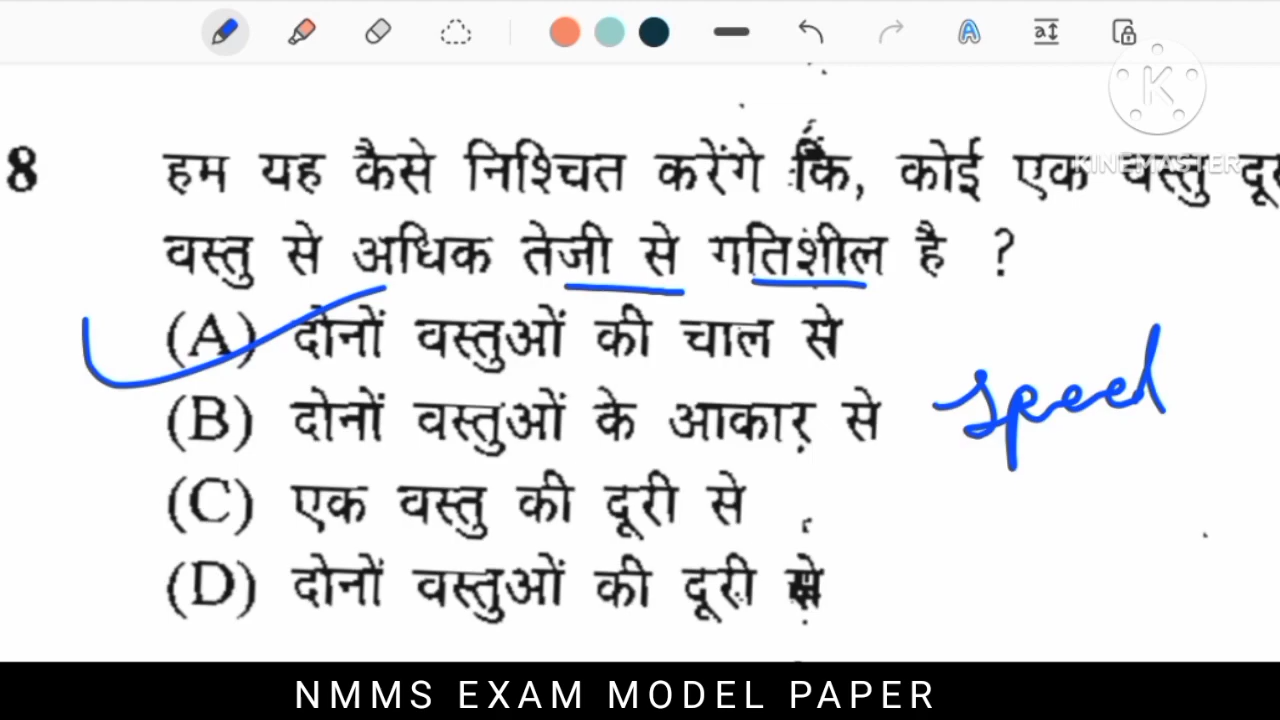 K
KINEMASTER
8 हम यह कैसे निश्चित करेंगे कि, कोई एक वस्तु
वस्तु से अधिक तेजी से गतिशील है ?
(A) दोनों वस्तुओं की चाल से
(B) दोनों वस्तुओं के आकार से
speed
(C) एक वस्तु की दूरी से
(D) दोनों वस्तुओं की दूरी से
NMMS EXAM MODEL PAPER